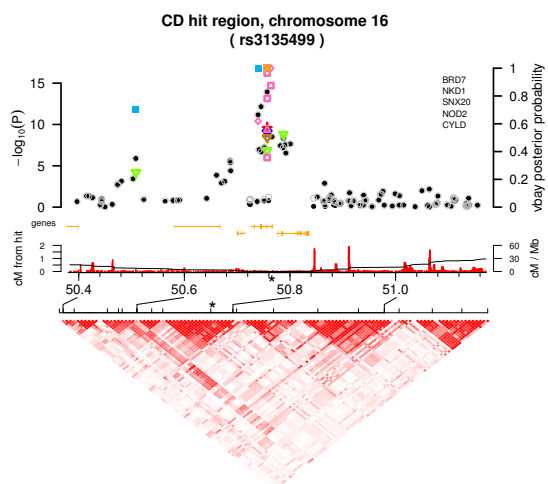 CD hit region, chromosome 16
( rs3135499 )
−log10(P)
15
10
5
0
1
0.8
0.6
0.4
0.2
0
vbay posterior probability
BRD7
NKD1
SNX20
NOD2
CYLD
genes
cM from hit
2
1
0
60
30
0
cM / Mb
*
50.4
50.6
50.8
51.0
*